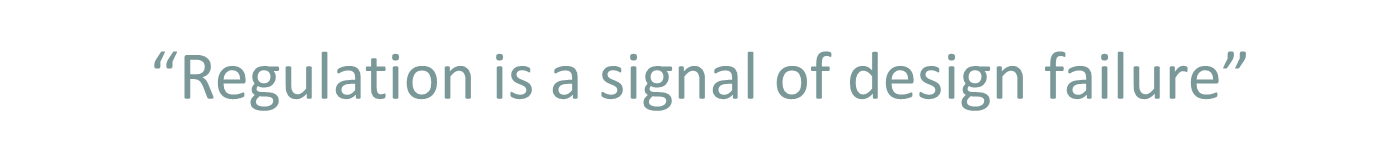 “Regulation is a signal of design failure”